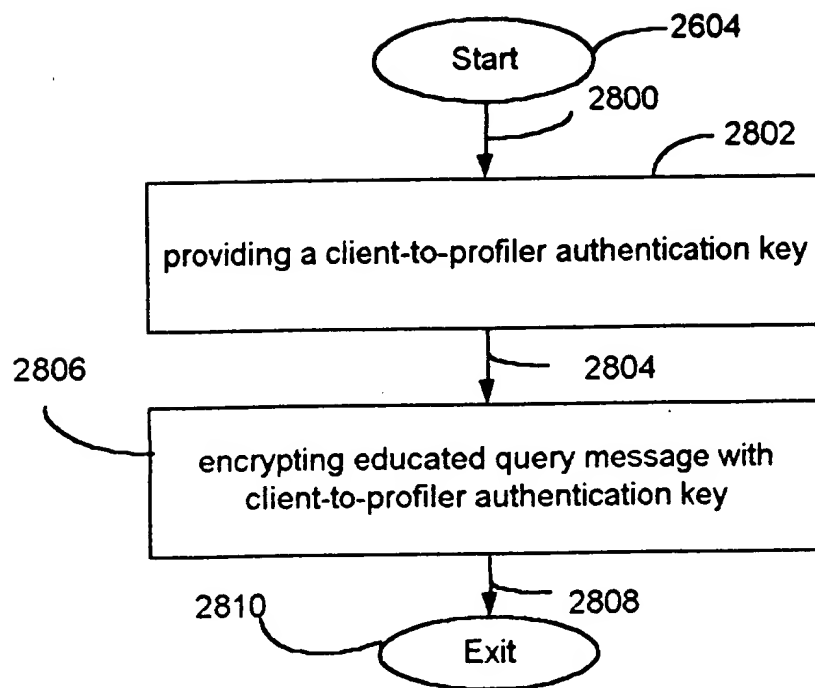 Start
2604
2800
2802
providing a client-to-profiler authentication key
2804
2806
encrypting educated query message with
client-to-profiler authentication key
2808
2810
Exit